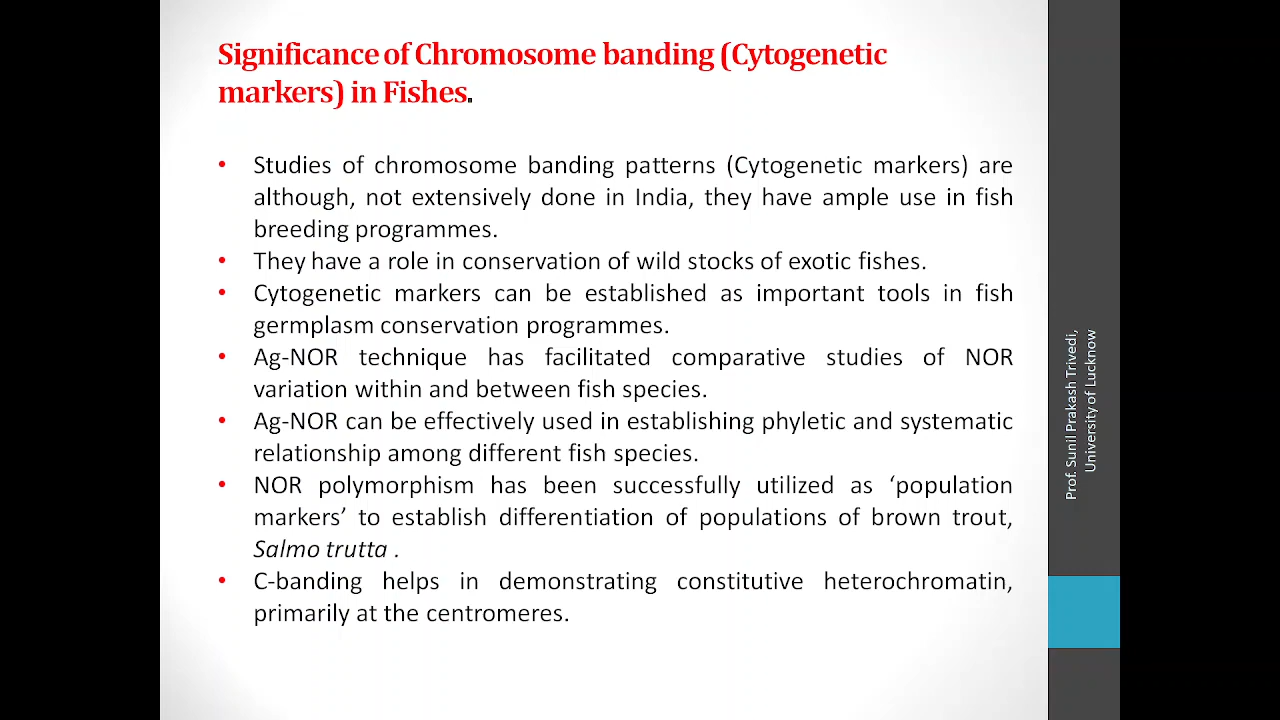 Significance of Chromosome banding (Cytogenetic
markers) in Fishes.
• Studies of chromosome banding patterns (Cytogenetic markers) are
although, not extensively done in India, they have ample use in fish
breeding programmes.
• They have a role in conservation of wild stocks of exotic fishes.
• Cytogenetic markers can be established as important tools in fish
germplasm conservation programmes.
• Ag-NOR technique has facilitated comparative studies of NOR
variation within and between fish species.
• Ag-NOR can be effectively used in establishing phyletic and systematic
relationship among different fish species.
• NOR polymorphism has been successfully utilized as ‘population
markers’ to establish differentiation of populations of brown trout,
Salmo trutta .
• C-banding helps in demonstrating constitutive heterochromatin,
primarily at the centromeres.
Prof. Sunil Prakash Trivedi,
University of Lucknow